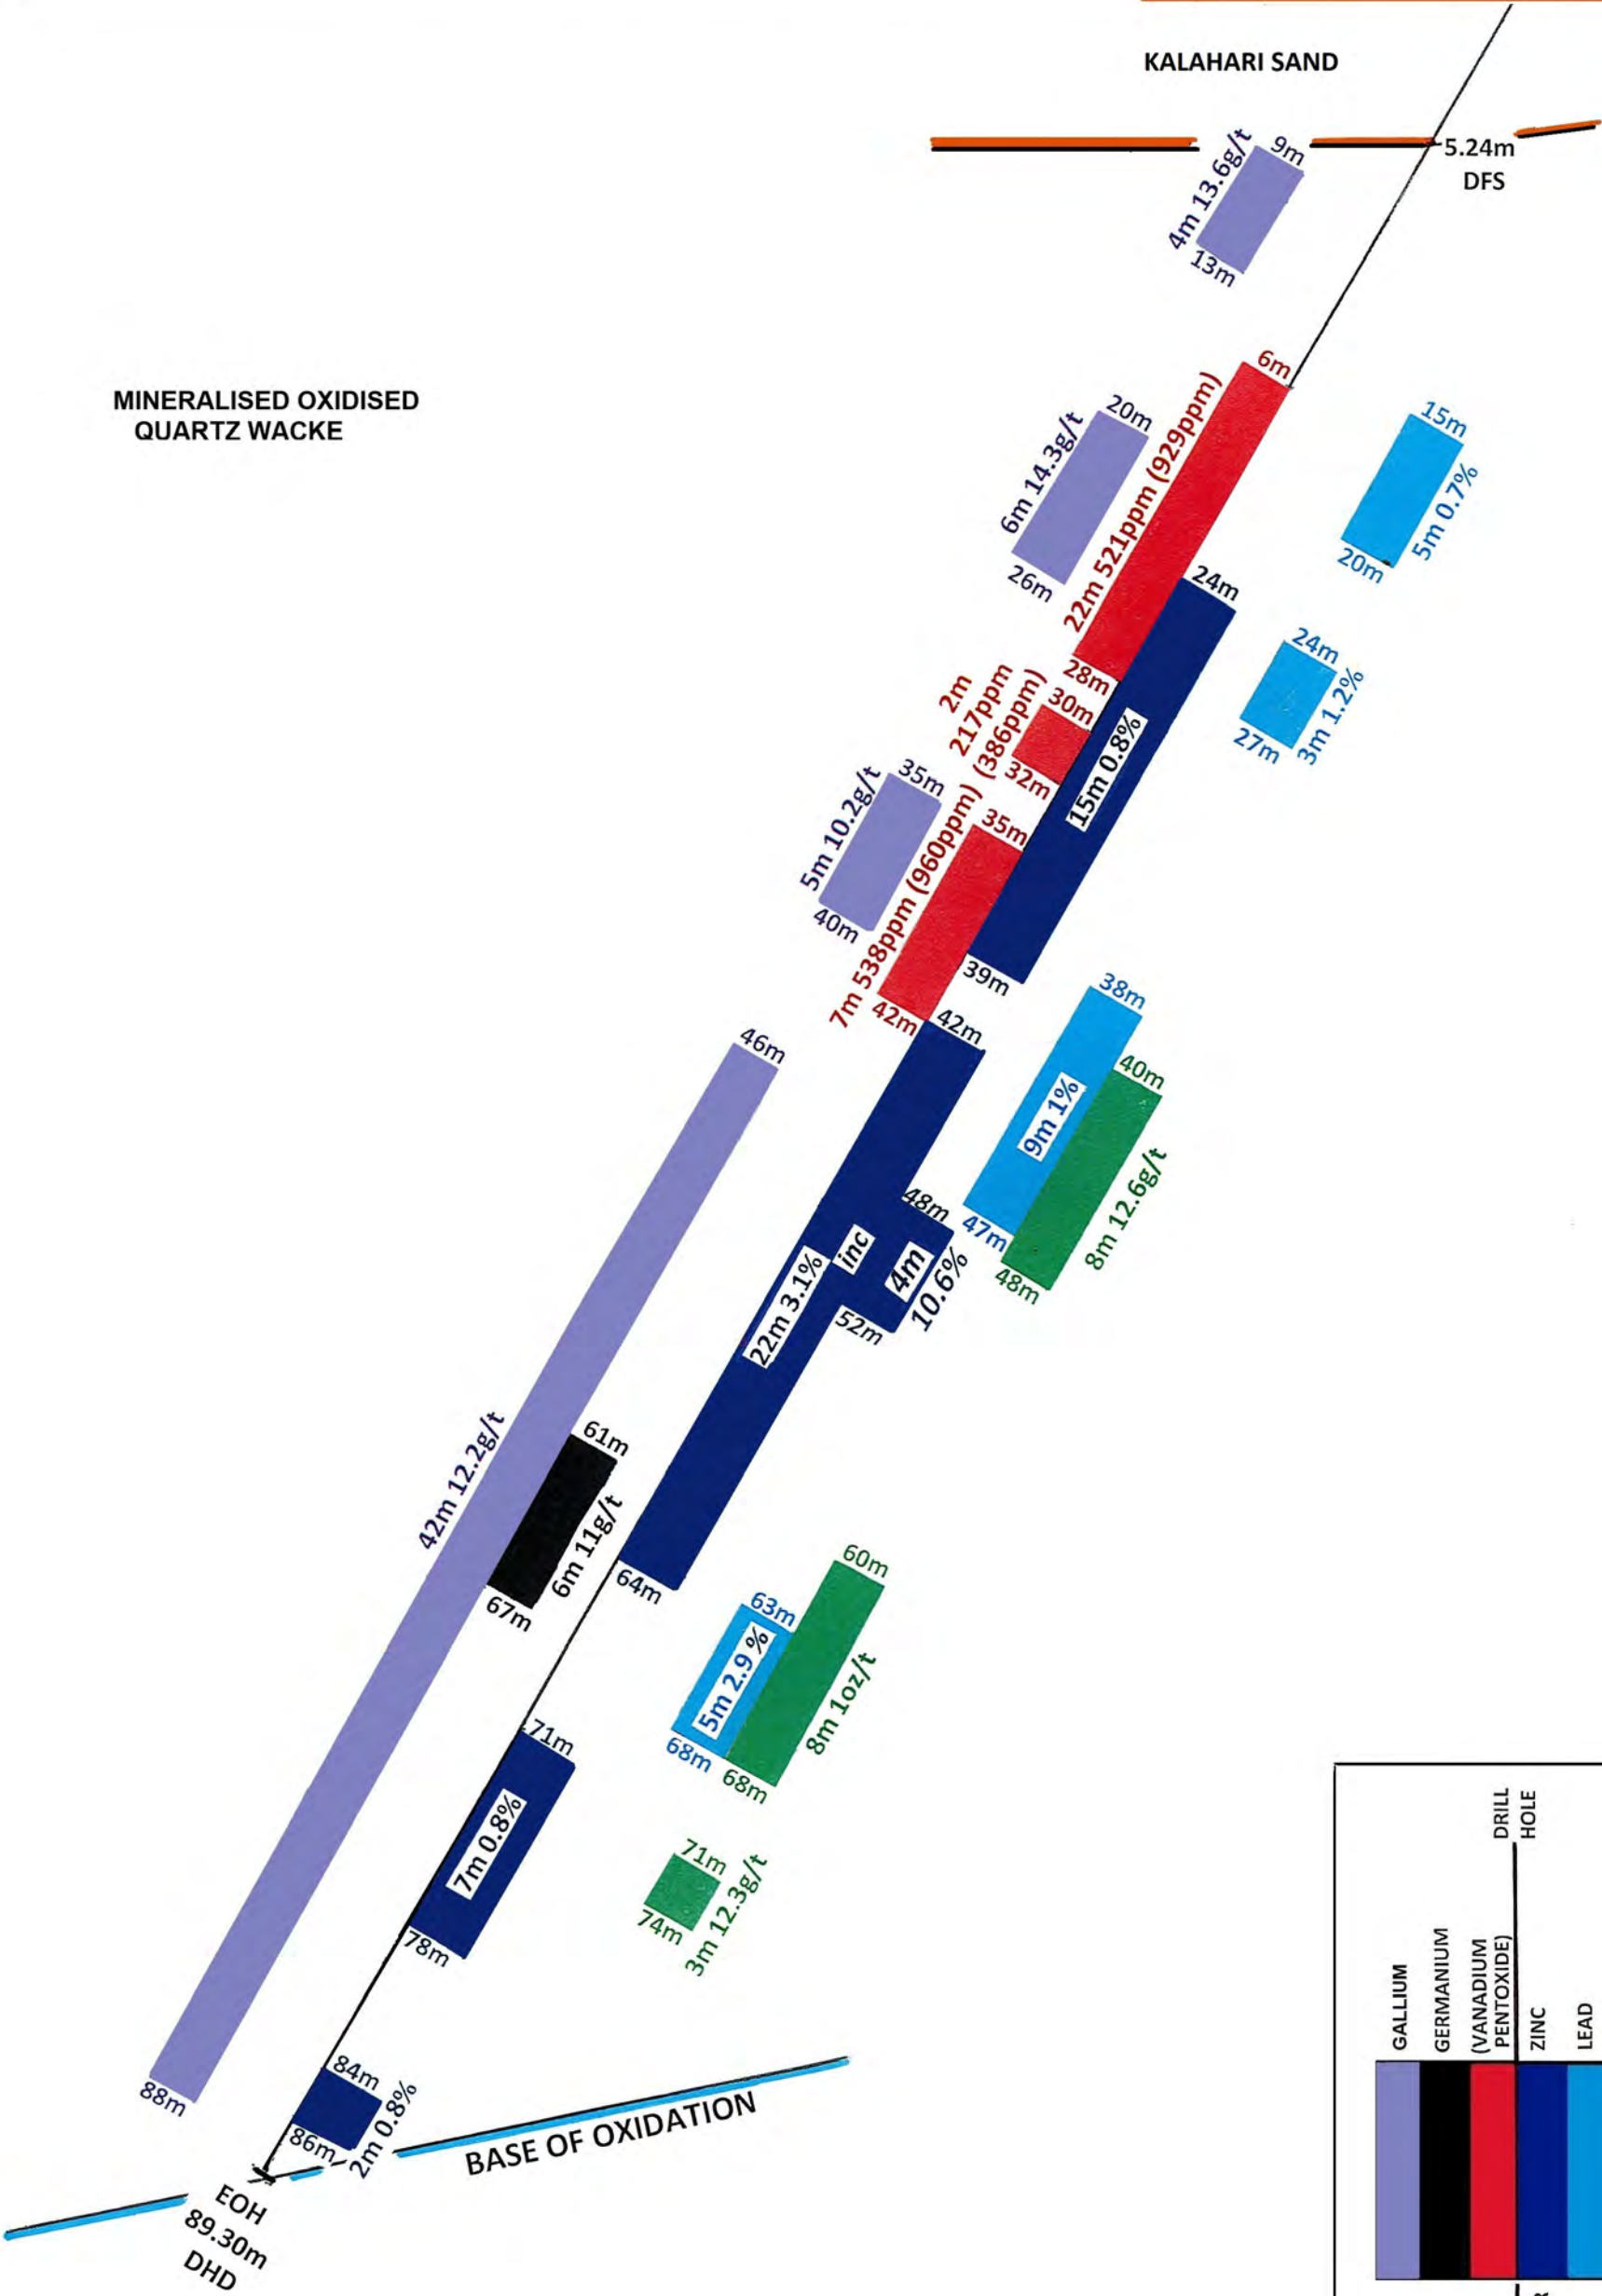 KALAHARI SAND
5.24m
DFS
9m
4m 13.6g/t
13m
MINERALISED OXIDISED
QUARTZ WACKE
6m
22m 521ppm (929ppm)
28m
20m
6m 14.3g/t
26m
15m
5m 0.7%
20m
24m
15m 0.8%
39m
24m
3m 1.2%
27m
2m
217ppm
(386ppm)
30m
32m
35m
5m 10.2g/t
40m
35m
7m 538ppm (960ppm)
42m
42m
38m
9m 1%
47m
40m
8m 12.6g/t
48m
46m
42m 12.2g/t
88m
48m
inc
4m
10.6%
52m
22m 3.1%
64m
61m
6m 11g/t
67m
60m
8m 1oz/t
68m
63m
5m 2.9 %
68m
71m
7m 0.8%
78m
71m
3m 12.3g/t
74m
84m
2m 0.8%
86m
BASE OF OXIDATION
EOH
89.30m
DHD
DRILL
HOLE
GALLIUM
GERMANIUM
(VANADIUM
PENTOXIDE)
ZINC
LEAD